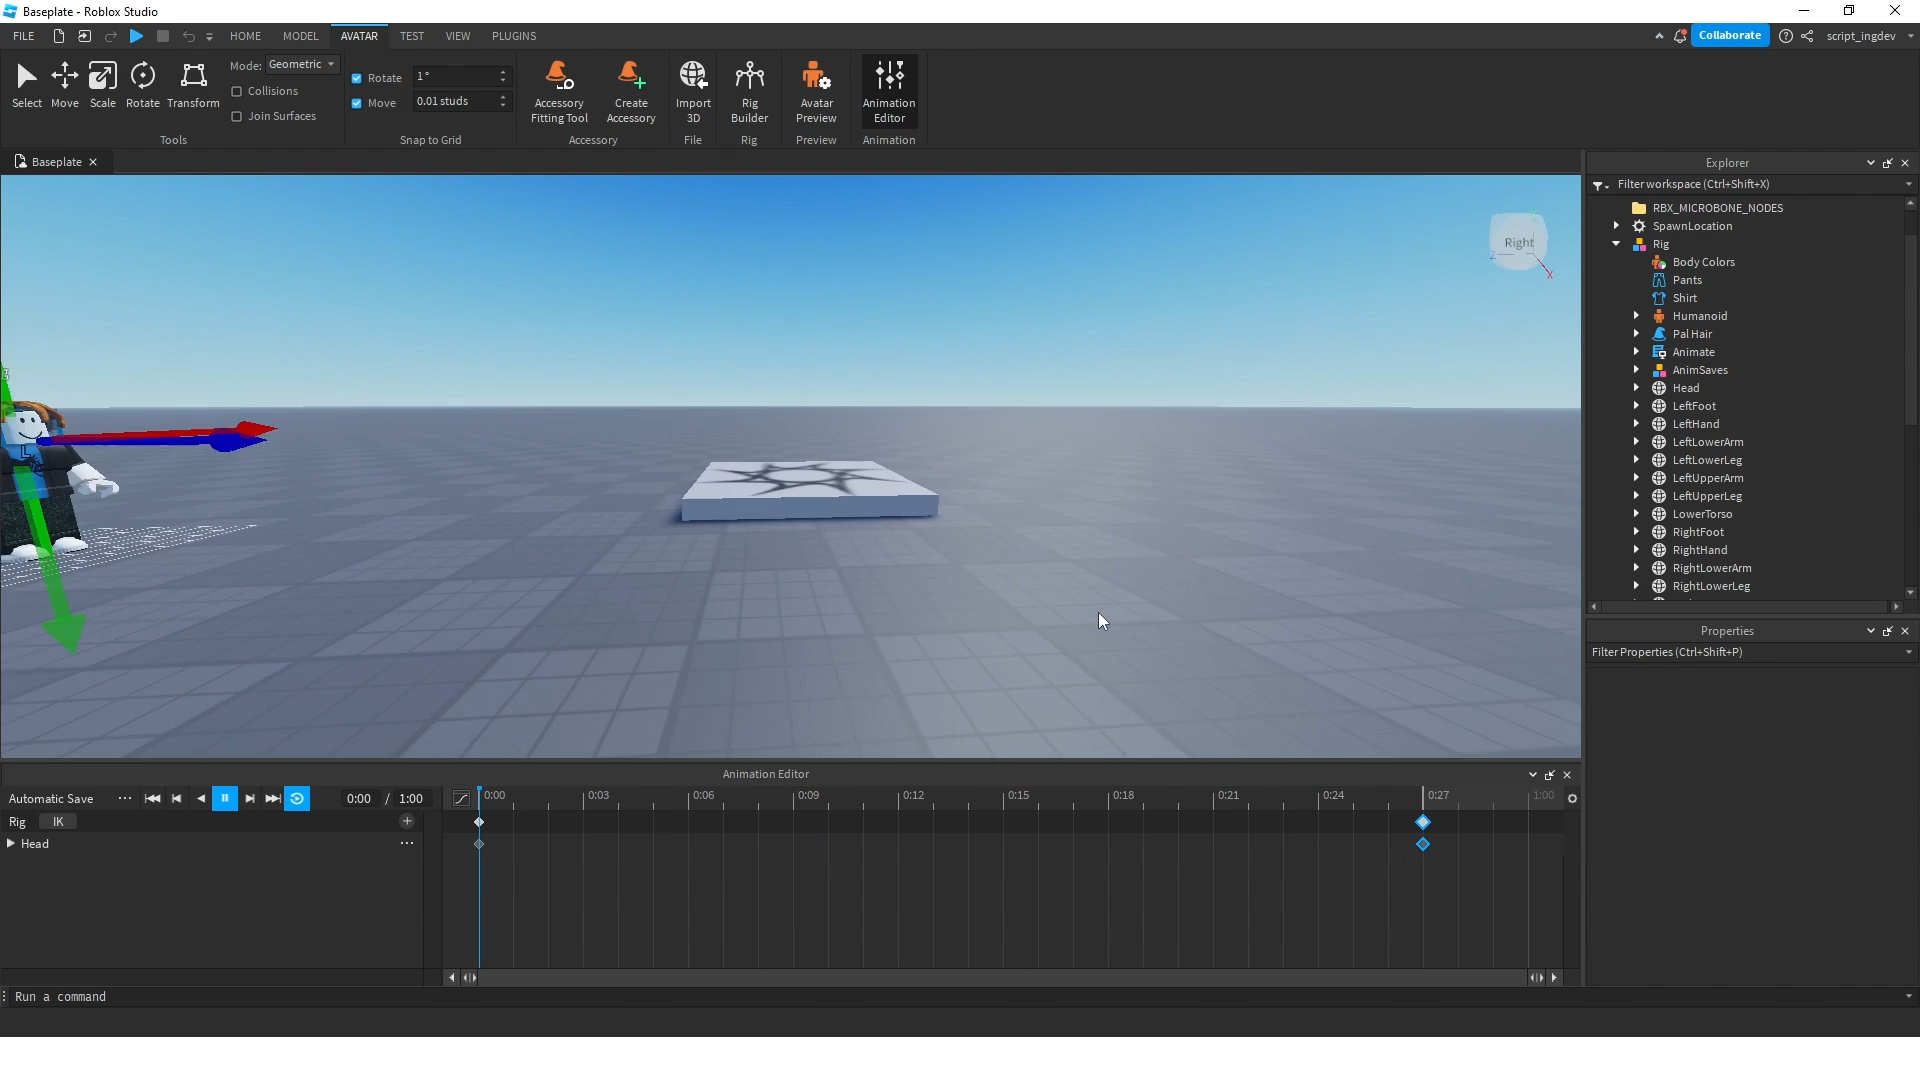 Baseplate - Roblox Studio
FILE HOME MODEL AVATAR TEST VIEW PLUGINS Collaborate script_ingdev
Select Move Scale Rotate Transform
Mode: Geometric
Collisions
Join Surfaces
Tools
Rotate 1°
Move 0.01 studs
Snap to Grid
Accessory Fitting Tool
Create Accessory
Accessory
Import 3D
File
Rig Builder
Rig
Avatar Preview
Preview
Animation Editor
Animation
Baseplate
Right
Z
X
Explorer
Filter workspace (Ctrl+Shift+X)
RBX_MICROBONE_NODES
SpawnLocation
Rig
Body Colors
Pants
Shirt
Humanoid
Pal Hair
Animate
AnimSaves
Head
LeftFoot
LeftHand
LeftLowerArm
LeftLowerLeg
LeftUpperArm
LeftUpperLeg
LowerTorso
RightFoot
RightHand
RightLowerArm
RightLowerLeg
Properties
Filter Properties (Ctrl+Shift+P)
Animation Editor
Automatic Save 0:00 / 1:00 0:00 0:03 0:06 0:09 0:12 0:15 0:18 0:21 0:24 0:27 1:00
Rig IK
Head
Run a command